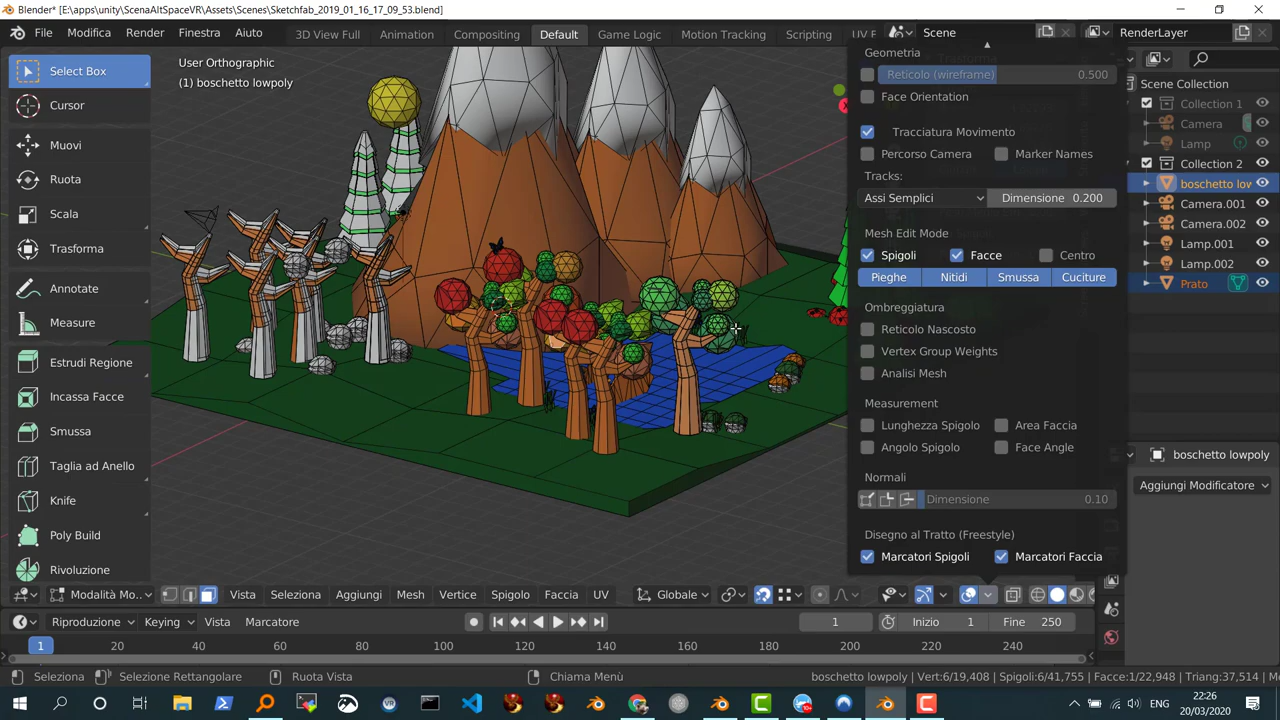 Blender* [E:\apps\unity\ScenaAltSpaceVR\Assets\Scenes\Sketchfab_2019_01_16_17_09_53.blend]
File Modifica Render Finestra Aiuto 3D View Full Animation Compositing Default Game Logic Motion Tracking Scripting UV E Scene RenderLayer
Select Box
Cursor
Muovi
Ruota
Scala
Trasforma
Annotate
Measure
Estrudi Regione
Incassa Facce
Smussa
Taglia ad Anello
Knife
Poly Build
Rivoluzione
User Orthographic
(1) boschetto lowpoly
Geometria
Reticolo (wireframe) 0.500
Face Orientation
Tracciatura Movimento
Percorso Camera Marker Names
Tracks:
Assi Semplici Dimensione 0.200
Mesh Edit Mode
Spigoli Facce Centro
Pieghe Nitidi Smussa Cuciture
Ombreggiatura
Reticolo Nascosto
Vertex Group Weights
Analisi Mesh
Measurement
Lunghezza Spigolo Area Faccia
Angolo Spigolo Face Angle
Normali
Dimensione 0.10
Disegno al Tratto (Freestyle)
Marcatori Spigoli Marcatori Faccia
Scene Collection
Collection 1
Camera
Lamp
Collection 2
boschetto low
Camera.001
Camera.002
Lamp.001
Lamp.002
Prato
boschetto lowpoly
Aggiungi Modificatore
Modalità Mo... Vista Seleziona Aggiungi Mesh Vertice Spigolo Faccia UV Globale
Riproduzione Keying Vista Marcatore 1 Inizio 1 Fine 250
1 20 40 60 80 100 120 140 160 180 200 220 240
Seleziona Selezione Rettangolare Ruota Vista Chiama Menù boschetto lowpoly | Vert:6/19,408 | Spigoli:6/41,755 | Facce:1/22,948 | Triang:37,514 |
ENG 22:26
20/03/2020